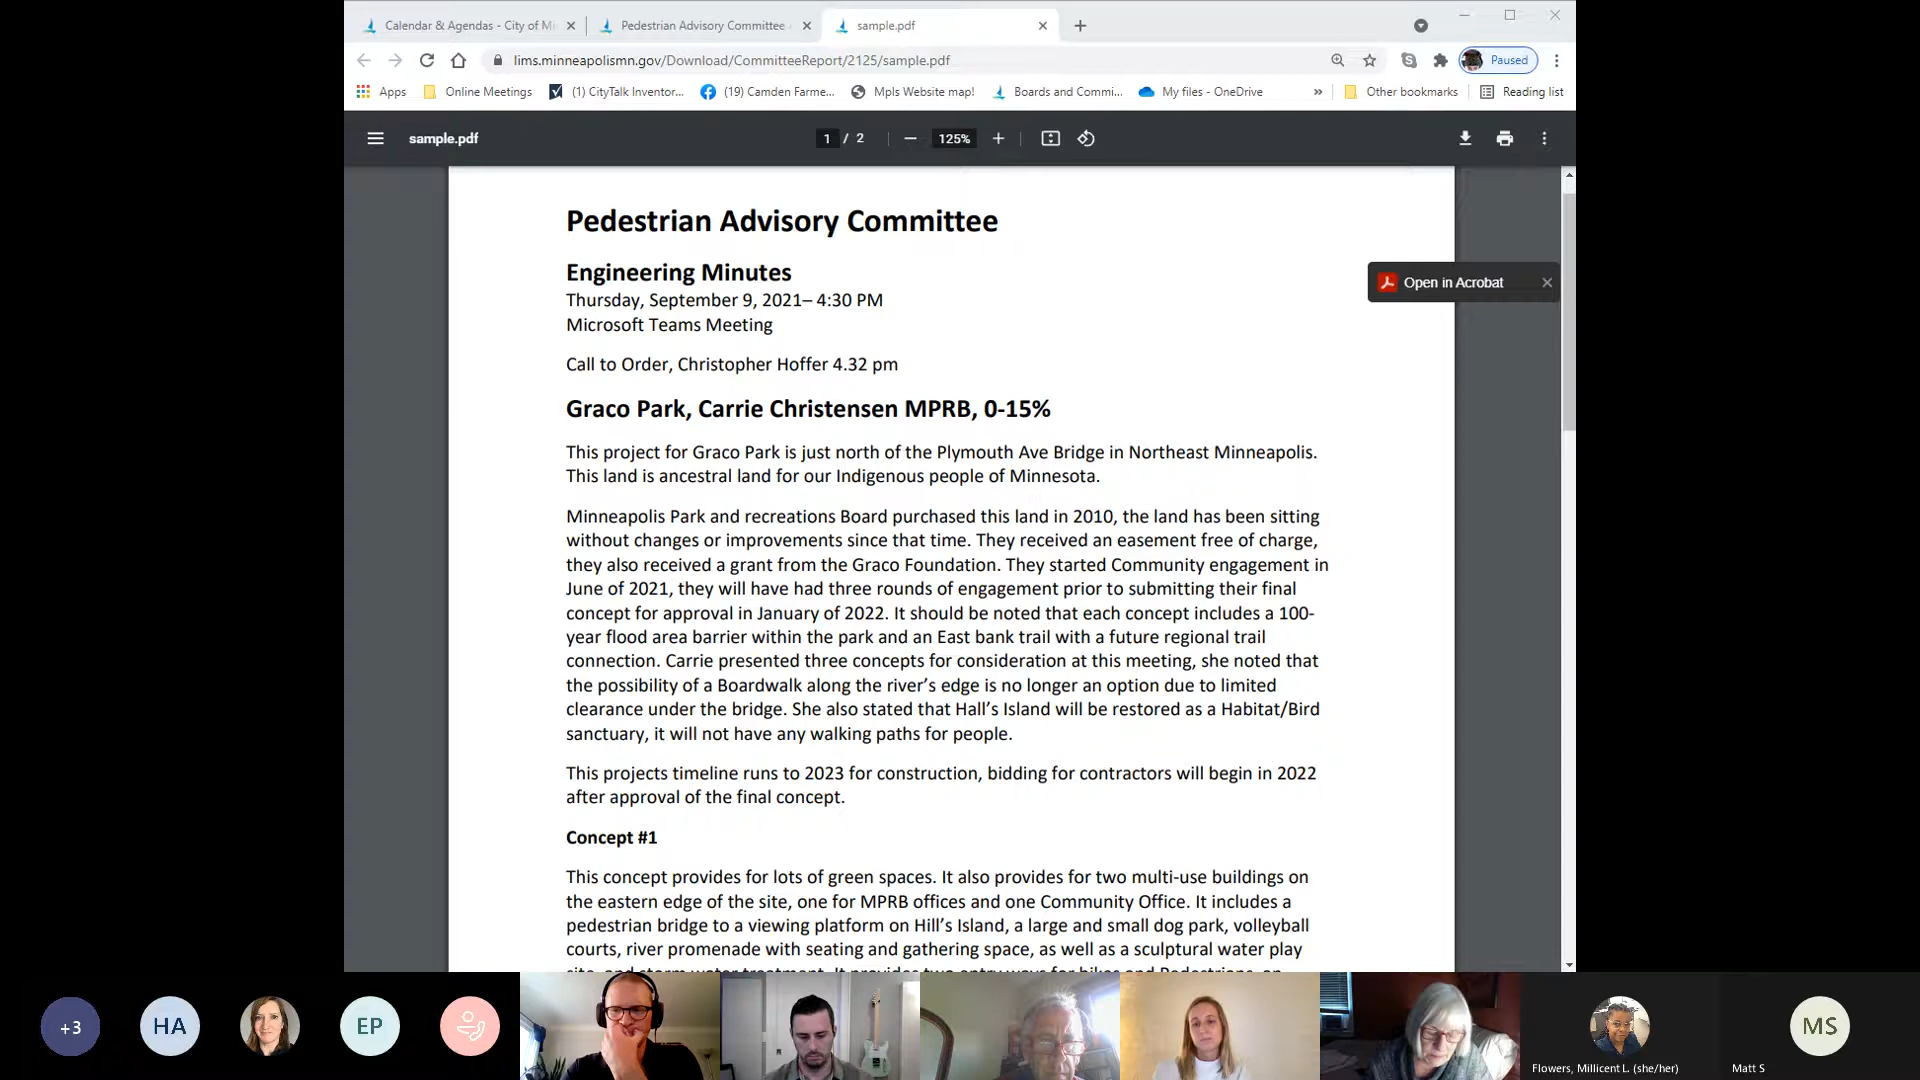 Calendar & Agendas - City of Mi
Pedestrian Advisory Committee
sample.pdf
lims.minneapolismn.gov/Download/CommitteeReport/2125/sample.pdf
Paused
Apps
Online Meetings
(1) CityTalk Inventor...
(19) Camden Farme...
Mpls Website map!
Boards and Commi...
My files - OneDrive
»
Other bookmarks
Reading list
sample.pdf
1 / 2
125%
Pedestrian Advisory Committee
Engineering Minutes
Thursday, September 9, 2021– 4:30 PM
Microsoft Teams Meeting
Open in Acrobat
Call to Order, Christopher Hoffer 4.32 pm
Graco Park, Carrie Christensen MPRB, 0-15%
This project for Graco Park is just north of the Plymouth Ave Bridge in Northeast Minneapolis.
This land is ancestral land for our Indigenous people of Minnesota.
Minneapolis Park and recreations Board purchased this land in 2010, the land has been sitting
without changes or improvements since that time. They received an easement free of charge,
they also received a grant from the Graco Foundation. They started Community engagement in
June of 2021, they will have had three rounds of engagement prior to submitting their final
concept for approval in January of 2022. It should be noted that each concept includes a 100-
year flood area barrier within the park and an East bank trail with a future regional trail
connection. Carrie presented three concepts for consideration at this meeting, she noted that
the possibility of a Boardwalk along the river’s edge is no longer an option due to limited
clearance under the bridge. She also stated that Hall’s Island will be restored as a Habitat/Bird
sanctuary, it will not have any walking paths for people.
This projects timeline runs to 2023 for construction, bidding for contractors will begin in 2022
after approval of the final concept.
Concept #1
This concept provides for lots of green spaces. It also provides for two multi-use buildings on
the eastern edge of the site, one for MPRB offices and one Community Office. It includes a
pedestrian bridge to a viewing platform on Hill’s Island, a large and small dog park, volleyball
courts, river promenade with seating and gathering space, as well as a sculptural water play
site, and storm water treatment. It provides two entry ways for bikes and Pedestrians, on
+3
HA
EP
MS
Flowers, Millicent L. (she/her)
Matt S